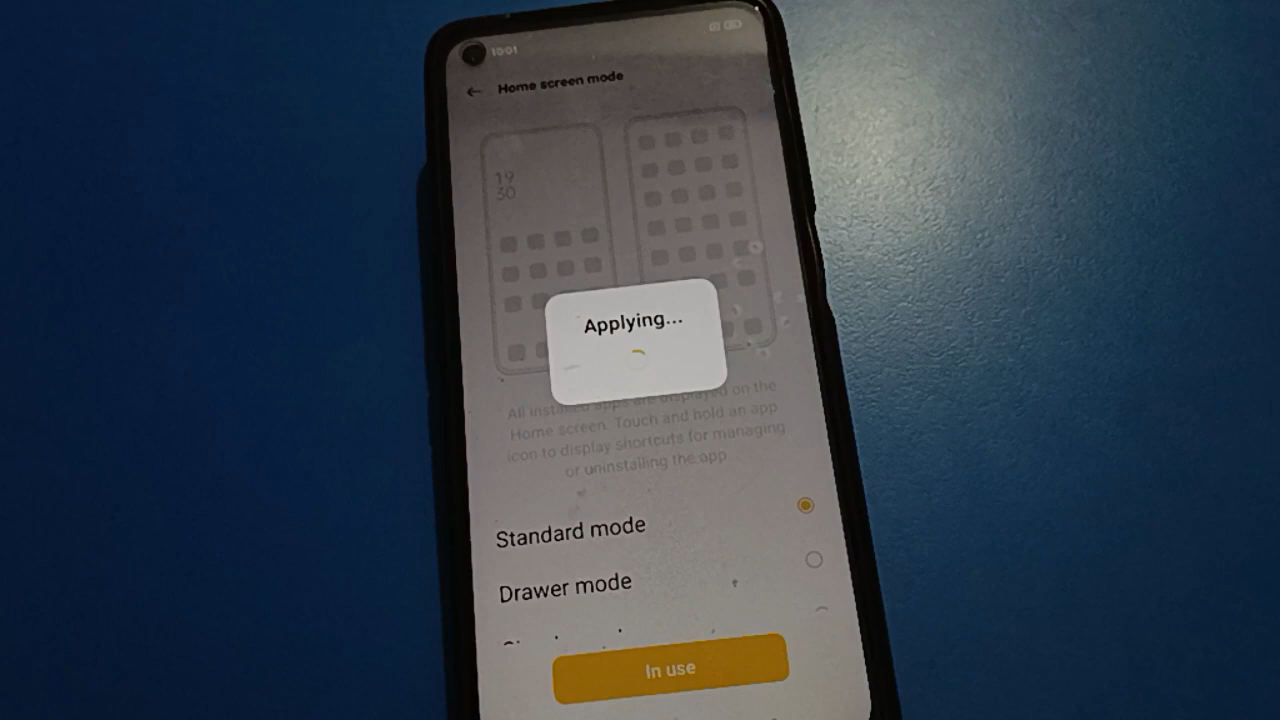 10:01
Home screen mode
19
30
Applying...
All installed apps are displayed on the
Home screen. Touch and hold an app
icon to display shortcuts for managing
or uninstalling the app
Standard mode
Drawer mode
In use